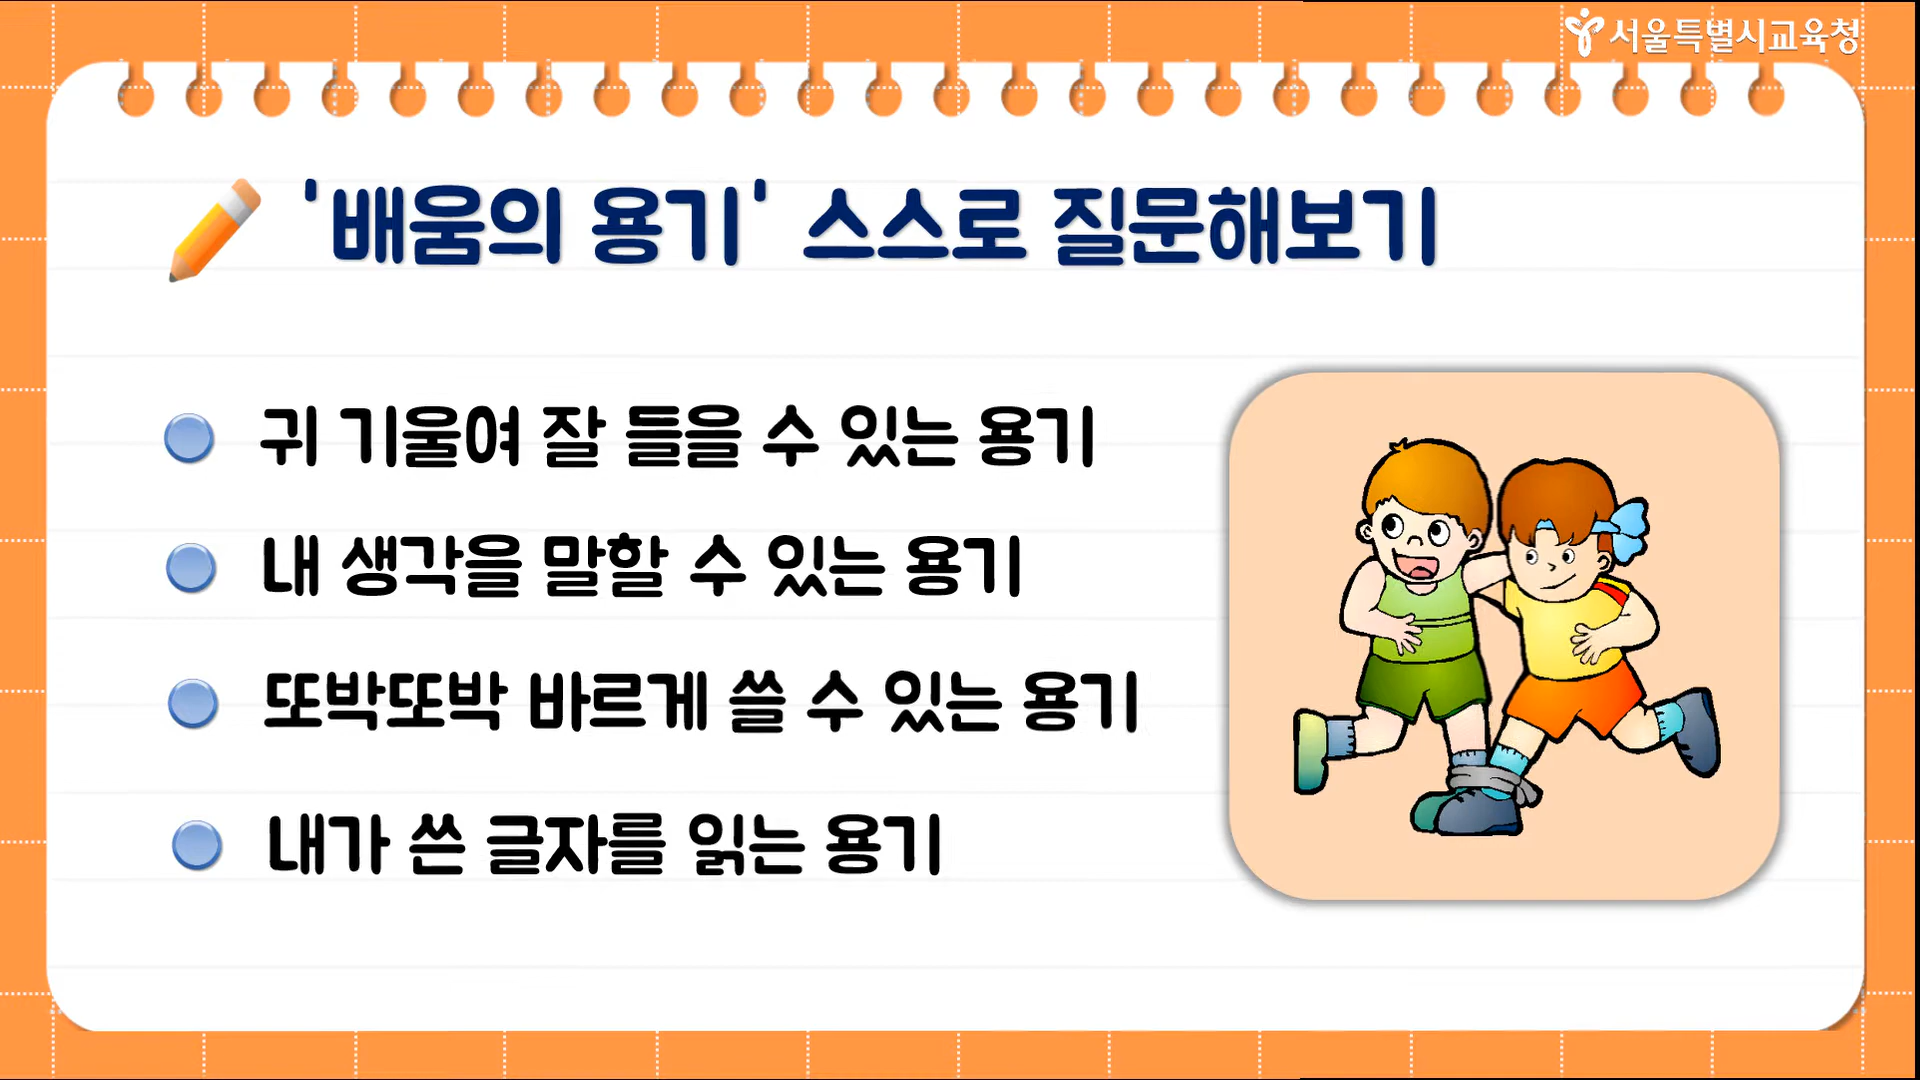 서울특별시교육청
'배움의 용기' 스스로 질문해보기
귀 기울여 잘 들을 수 있는 용기
내 생각을 말할 수 있는 용기
또박또박 바르게 쓸 수 있는 용기
내가 쓴 글자를 읽는 용기